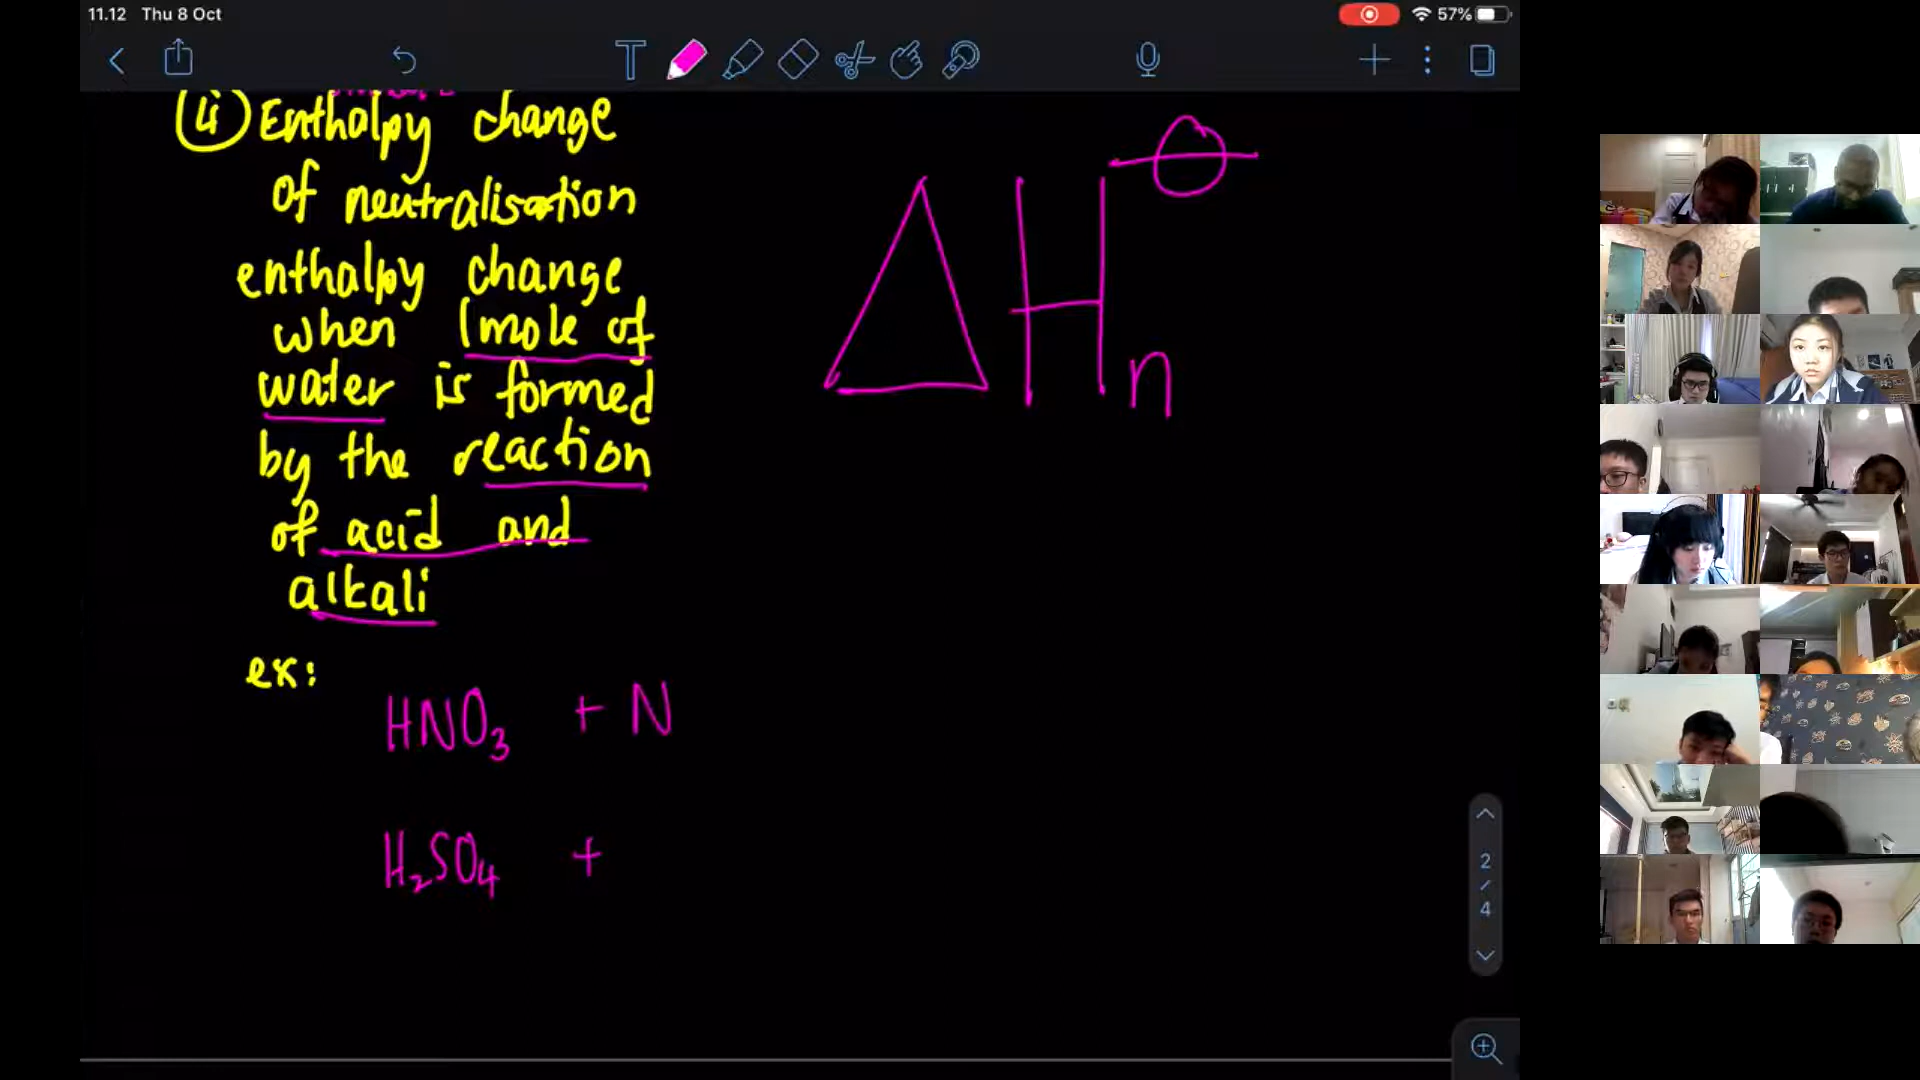 11.12 Thu 8 Oct
57%
T
4 Enthalpy change
of neutralisation
enthalpy change
when 1 mole of
water is formed
by the reaction
of acid and
alkali
ex:
HNO₃ + N
H₂SO₄ +
ΔH⦵n
2
/
4